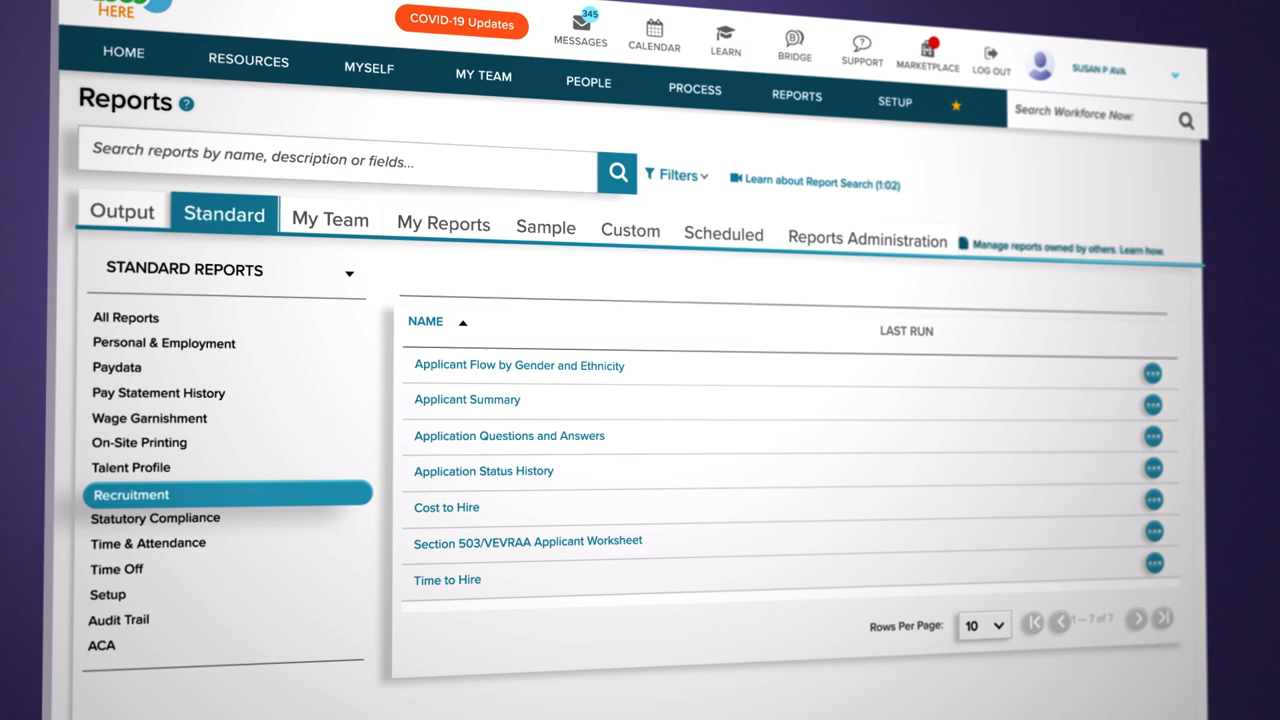 HERE
COVID-19 Updates
345
MESSAGES
CALENDAR
LEARN
BRIDGE
SUPPORT
MARKETPLACE
LOG OUT
SUSAN P AVA
HOME
RESOURCES
MYSELF
MY TEAM
PEOPLE
PROCESS
REPORTS
SETUP
Search Workforce Now:
Reports ?
Search reports by name, description or fields...
Filters
Learn about Report Search (1:02)
Output
Standard
My Team
My Reports
Sample
Custom
Scheduled
Reports Administration
Manage reports owned by others. Learn how.
STANDARD REPORTS
All Reports
Personal & Employment
Paydata
Pay Statement History
Wage Garnishment
On-Site Printing
Talent Profile
Recruitment
Statutory Compliance
Time & Attendance
Time Off
Setup
Audit Trail
ACA
NAME
LAST RUN
Applicant Flow by Gender and Ethnicity
Applicant Summary
Application Questions and Answers
Application Status History
Cost to Hire
Section 503/VEVRAA Applicant Worksheet
Time to Hire
Rows Per Page:
10
1 – 7 of 7